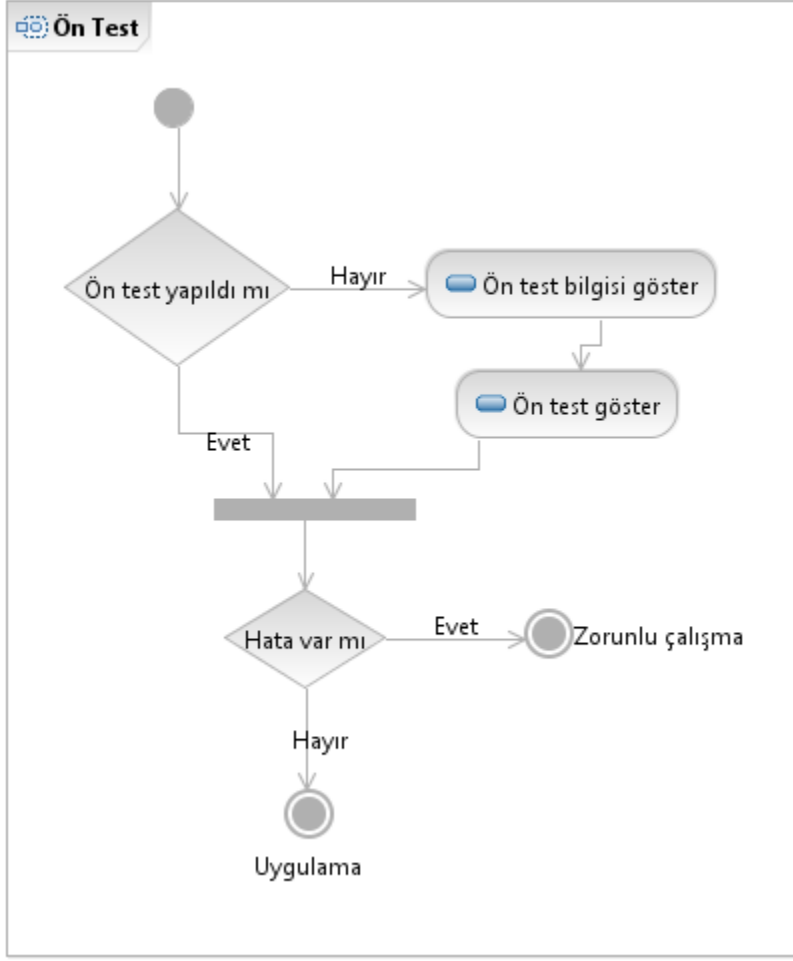 Ön Test
Ön test yapıldı mı
Hayır
Ön test bilgisi göster
Ön test göster
Evet
Hata var mı
Evet
Zorunlu çalışma
Hayır
Uygulama